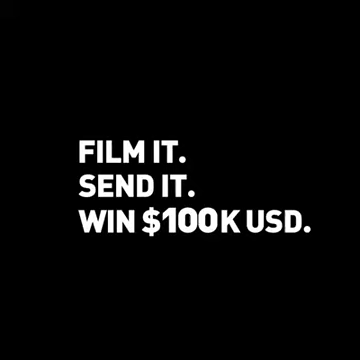 FILM IT.
SEND IT.
WIN $100K USD.